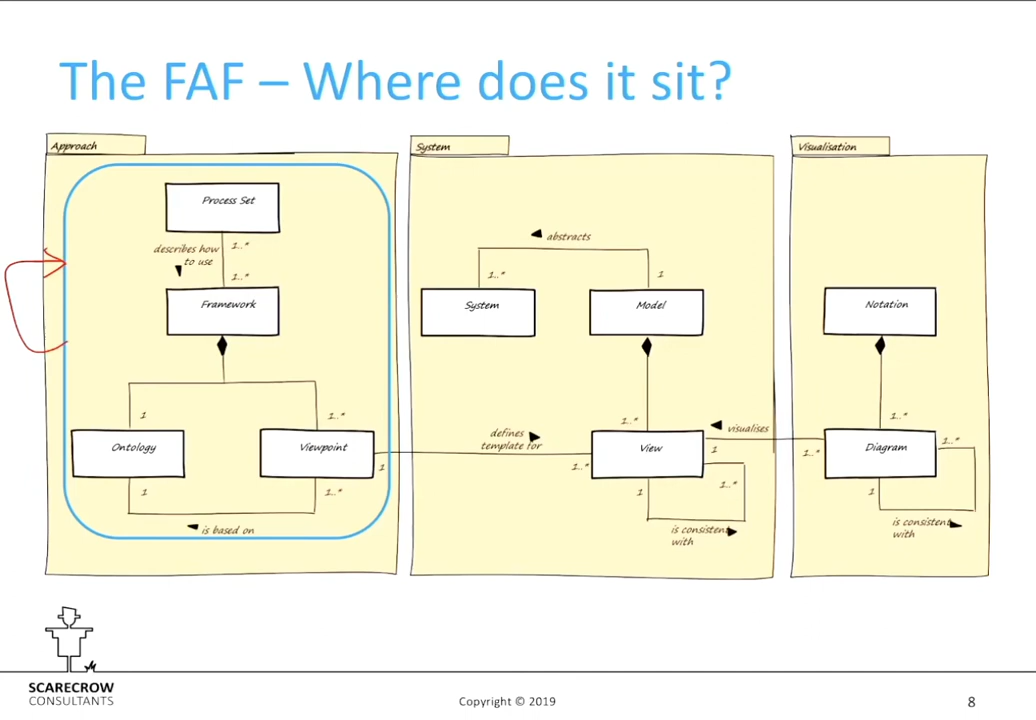 The FAF – Where does it sit?
Approach
Process Set
describes how
to use
1..*
1..*
Framework
1
1..*
Ontology
Viewpoint
1
1
1..*
is based on
System
abstracts
1..*
1
System
Model
defines
template for
1..*
1..*
View
1
1..*
1
is consistent
with
visualises
Visualisation
Notation
1..*
1..*
Diagram
1..*
1
is consistent
with
SCARECROW
CONSULTANTS
Copyright © 2019
8